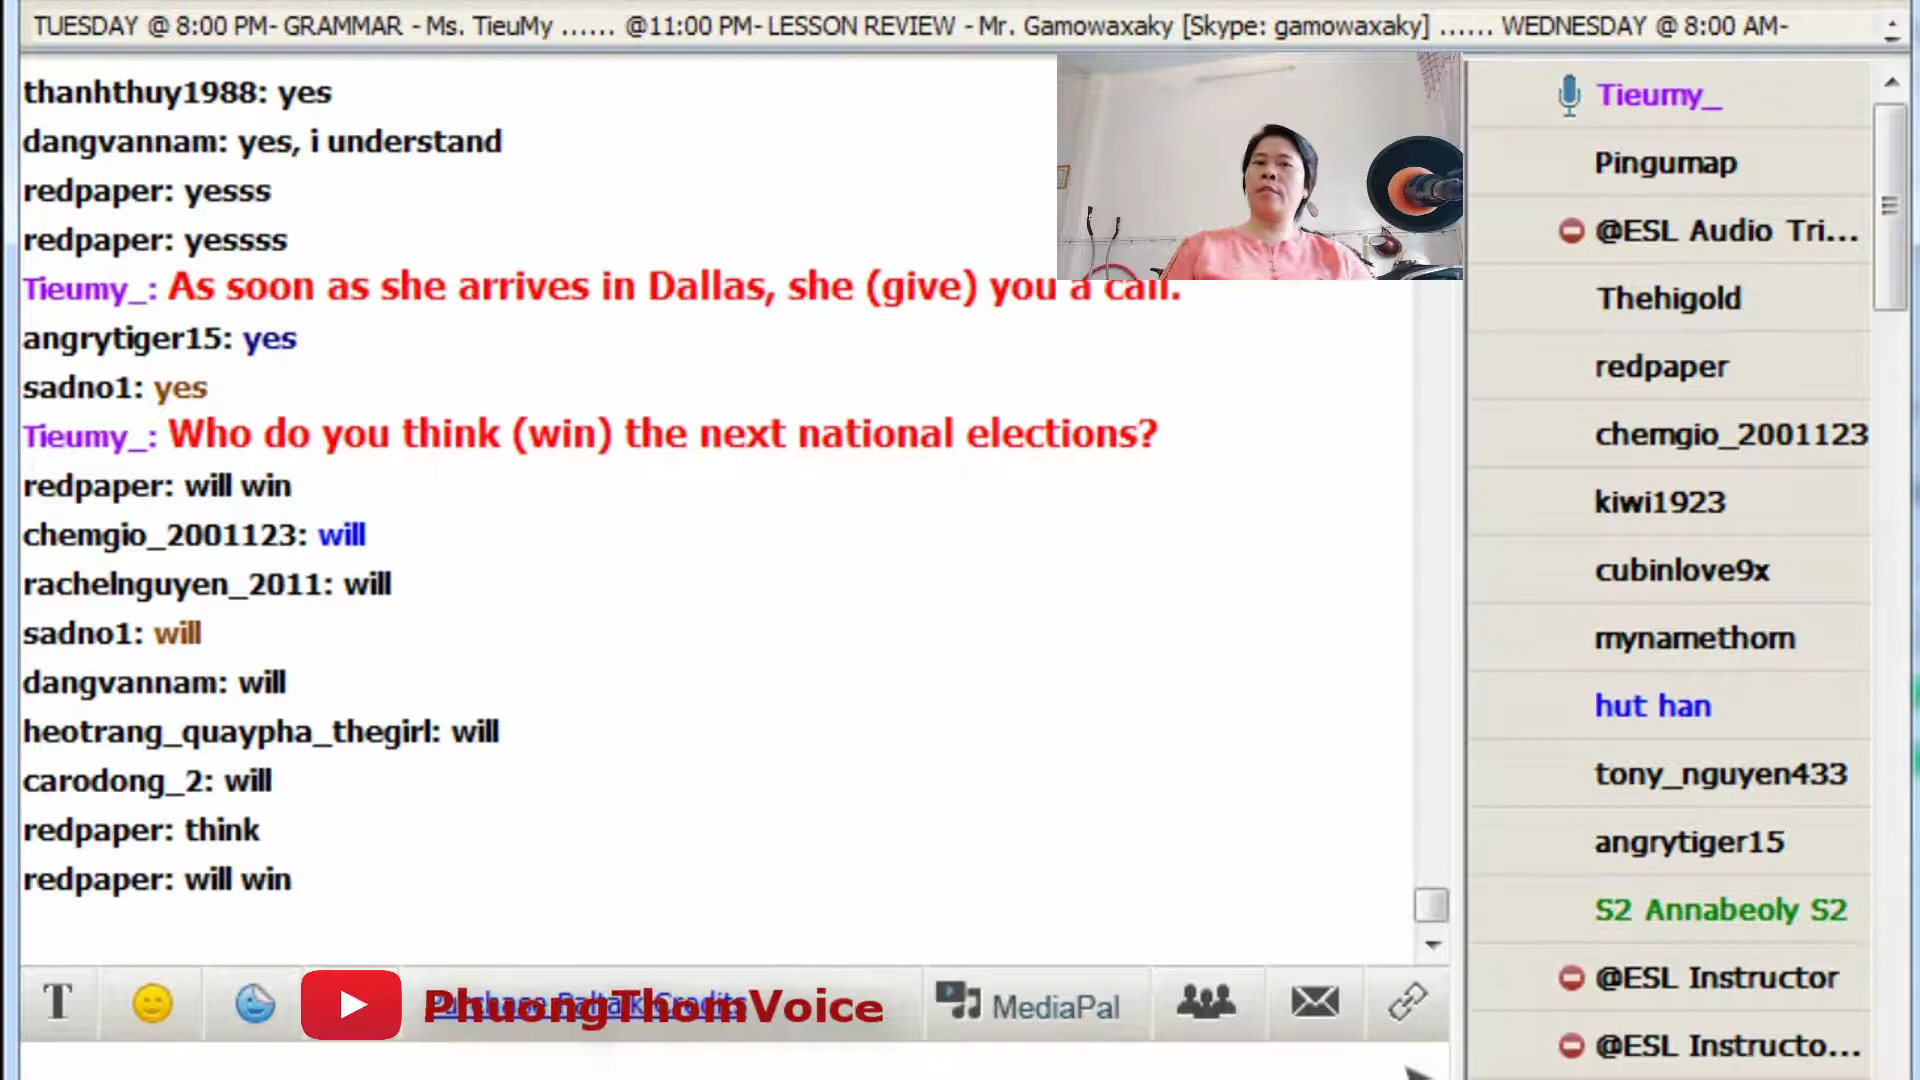 TUESDAY @ 8:00 PM- GRAMMAR - Ms. TieuMy ...... @11:00 PM- LESSON REVIEW - Mr. Gamowaxaky [Skype: gamowaxaky] ...... WEDNESDAY @ 8:00 AM-
thanhthuy1988: yes
dangvannam: yes, i understand
redpaper: yesss
redpaper: yessss
Tieumy_: As soon as she arrives in Dallas, she (give) you a call.
angrytiger15: yes
sadno1: yes
Tieumy_: Who do you think (win) the next national elections?
redpaper: will win
chemgio_2001123: will
rachelnguyen_2011: will
sadno1: will
dangvannam: will
heotrang_quaypha_thegirl: will
carodong_2: will
redpaper: think
redpaper: will win
T
Purchase Paltalk Credits
PhuongThomVoice
MediaPal
Tieumy_
Pingumap
@ESL Audio Tri...
Thehigold
redpaper
chemgio_2001123
kiwi1923
cubinlove9x
mynamethom
hut han
tony_nguyen433
angrytiger15
S2 Annabeoly S2
@ESL Instructor
@ESL Instructo...